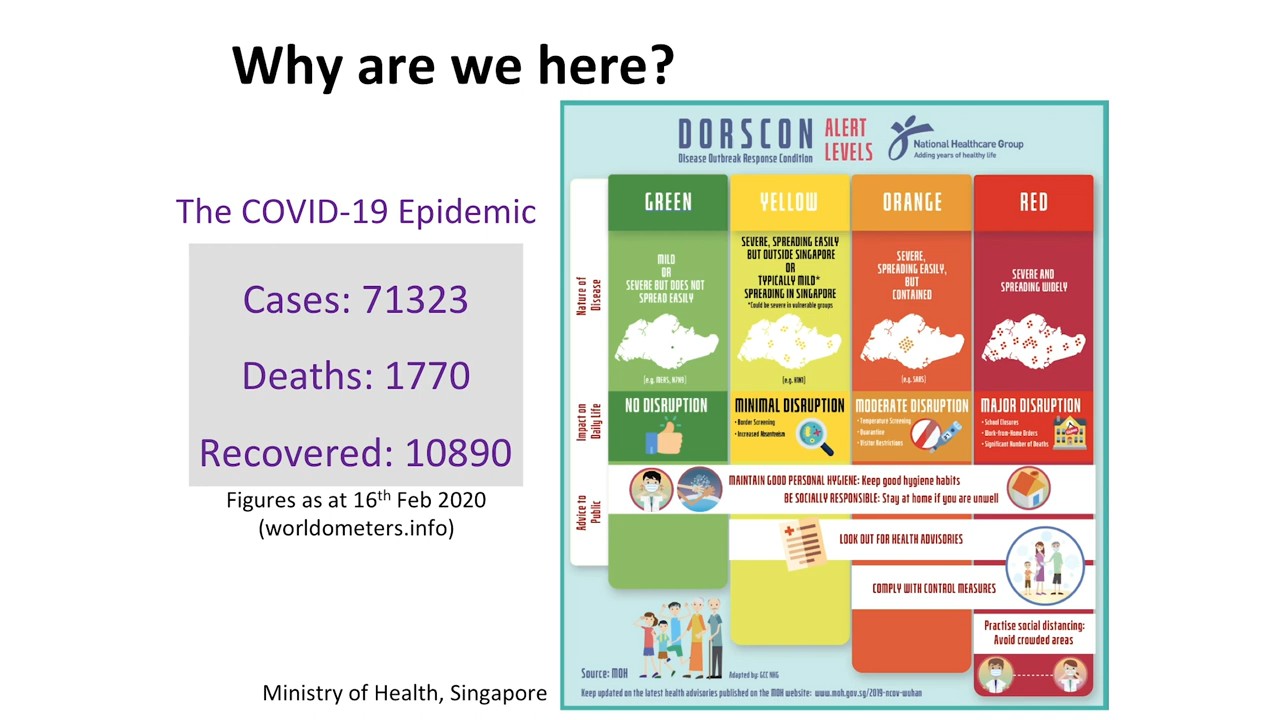 Why are we here?
The COVID-19 Epidemic
Cases: 71323
Deaths: 1770
Recovered: 10890
Figures as at 16th Feb 2020
(worldometers.info)
Ministry of Health, Singapore
DORSCON
Disease Outbreak Response Condition
ALERT
LEVELS
National Healthcare Group
Adding years of healthy life
GREEN
YELLOW
ORANGE
RED
Nature of
Disease
MILD
OR
SEVERE BUT DOES NOT
SPREAD EASILY
[e.g. MERS, H7N9]
SEVERE, SPREADING EASILY
BUT OUTSIDE SINGAPORE
OR
TYPICALLY MILD*
SPREADING IN SINGAPORE
*Could be severe in vulnerable groups
[e.g. H1N1]
SEVERE,
SPREADING EASILY,
BUT
CONTAINED
[e.g. SARS]
SEVERE AND
SPREADING WIDELY
Impact on
Daily Life
NO DISRUPTION
MINIMAL DISRUPTION
• Border Screening
• Increased Absenteeism
MODERATE DISRUPTION
• Temperature Screening
• Quarantine
• Visitor Restrictions
MAJOR DISRUPTION
• School Closures
• Work-from-Home Orders
• Significant Number of Deaths
Advice to
Public
MAINTAIN GOOD PERSONAL HYGIENE: Keep good hygiene habits
BE SOCIALLY RESPONSIBLE: Stay at home if you are unwell
LOOK OUT FOR HEALTH ADVISORIES
COMPLY WITH CONTROL MEASURES
Practise social distancing:
Avoid crowded areas
Source: MOH
Adapted by: GCC NHG
Keep updated on the latest health advisories published on the MOH website: www.moh.gov.sg/2019-ncov-wuhan